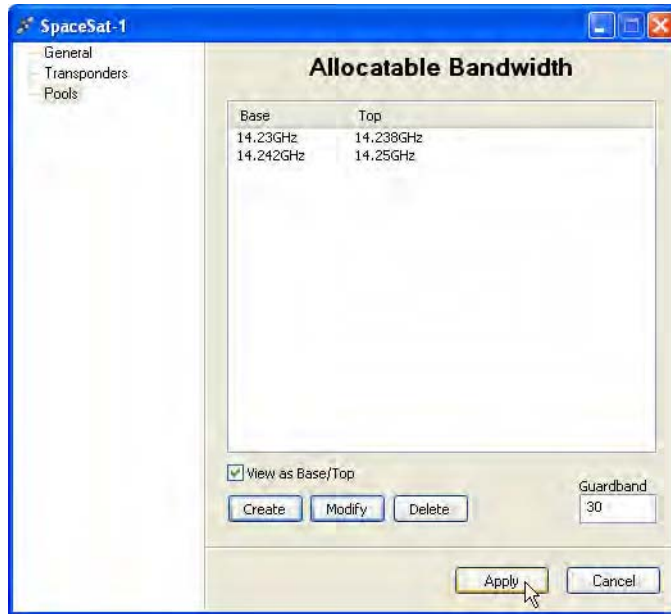 SpaceSat-1
General
Transponders
Pools
Allocatable Bandwidth
Base Top
14.23GHz 14.238GHz
14.242GHz 14.25GHz
View as Base/Top
Guardband
Create Modify Delete 30
Apply Cancel